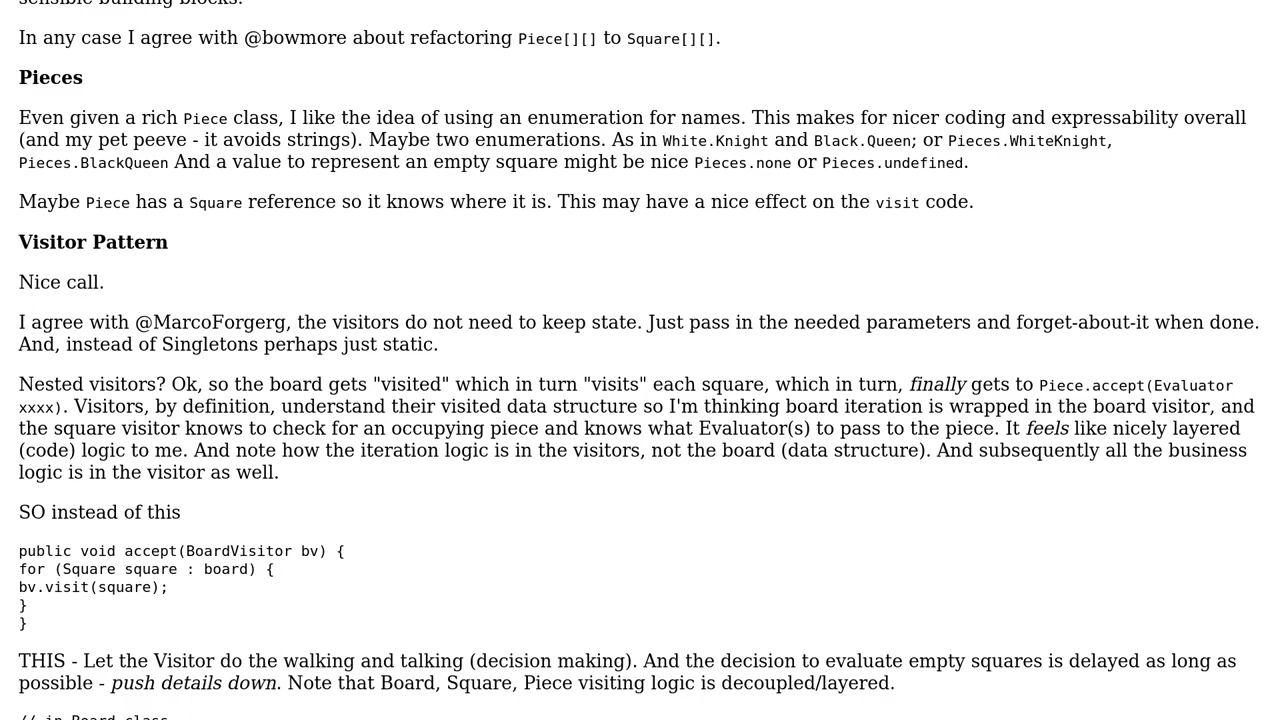 sensible building blocks.
In any case I agree with @bowmore about refactoring Piece[][] to Square[][].
Pieces
Even given a rich Piece class, I like the idea of using an enumeration for names. This makes for nicer coding and expressability overall
(and my pet peeve - it avoids strings). Maybe two enumerations. As in White.Knight and Black.Queen; or Pieces.WhiteKnight,
Pieces.BlackQueen And a value to represent an empty square might be nice Pieces.none or Pieces.undefined.
Maybe Piece has a Square reference so it knows where it is. This may have a nice effect on the visit code.
Visitor Pattern
Nice call.
I agree with @MarcoForgerg, the visitors do not need to keep state. Just pass in the needed parameters and forget-about-it when done.
And, instead of Singletons perhaps just static.
Nested visitors? Ok, so the board gets "visited" which in turn "visits" each square, which in turn, finally gets to Piece.accept(Evaluator
xxxx). Visitors, by definition, understand their visited data structure so I'm thinking board iteration is wrapped in the board visitor, and
the square visitor knows to check for an occupying piece and knows what Evaluator(s) to pass to the piece. It feels like nicely layered
(code) logic to me. And note how the iteration logic is in the visitors, not the board (data structure). And subsequently all the business
logic is in the visitor as well.
SO instead of this
public void accept(BoardVisitor bv) {
for (Square square : board) {
bv.visit(square);
}
}
THIS - Let the Visitor do the walking and talking (decision making). And the decision to evaluate empty squares is delayed as long as
possible - push details down. Note that Board, Square, Piece visiting logic is decoupled/layered.
// in Board class